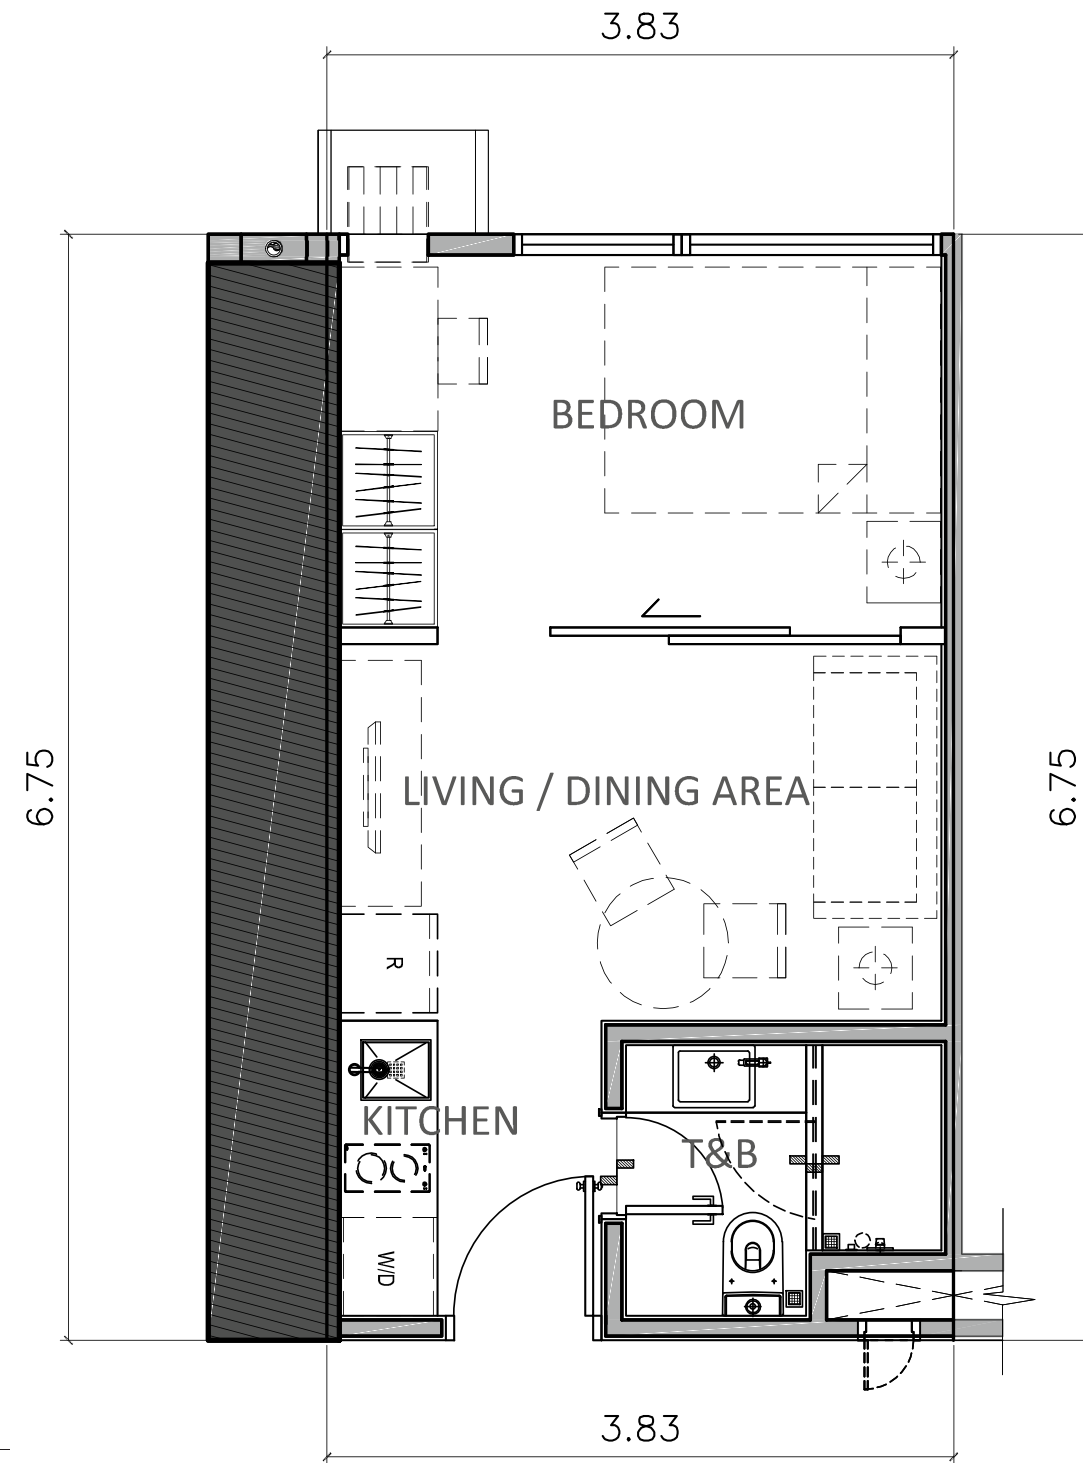 3.83
BEDROOM
6.75
LIVING / DINING AREA
6.75
R
KITCHEN
T&B
W/D
3.83